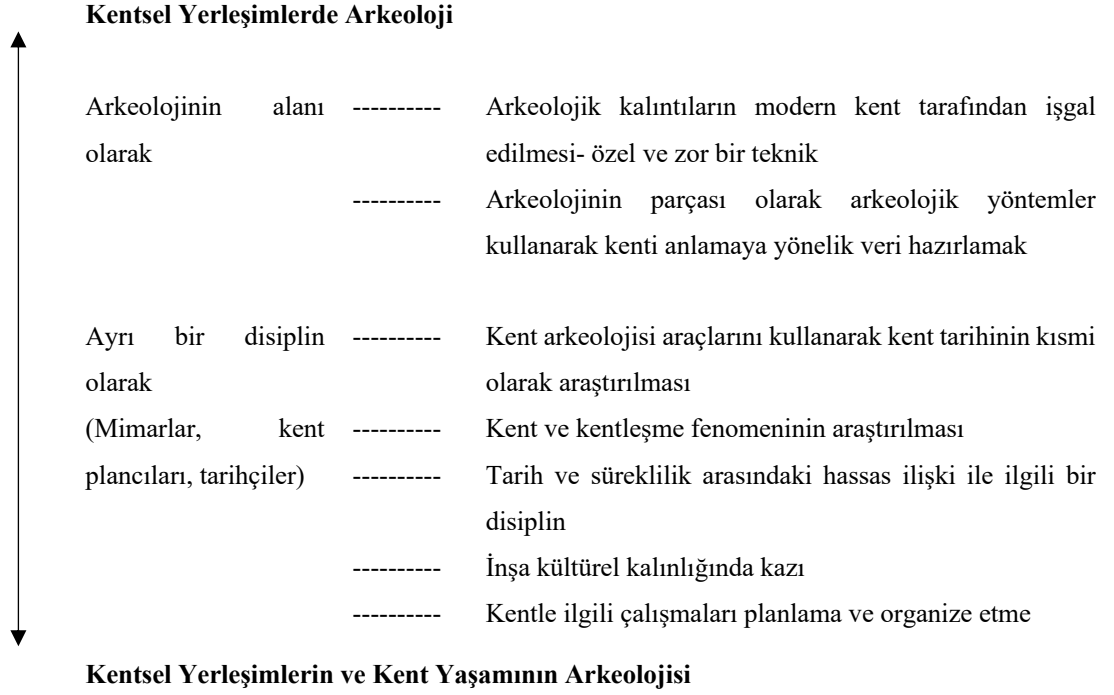 Kentsel Yerleşimlerde Arkeoloji
Arkeolojinin alanı ---------- Arkeolojik kalıntıların modern kent tarafından işgal
olarak edilmesi- özel ve zor bir teknik
---------- Arkeolojinin parçası olarak arkeolojik yöntemler
kullanarak kenti anlamaya yönelik veri hazırlamak
Ayrı bir disiplin ---------- Kent arkeolojisi araçlarını kullanarak kent tarihinin kısmi
olarak olarak araştırılması
(Mimarlar, kent ---------- Kent ve kentleşme fenomeninin araştırılması
plancıları, tarihçiler) ---------- Tarih ve süreklilik arasındaki hassas ilişki ile ilgili bir
disiplin
---------- İnşa kültürel kalınlığında kazı
---------- Kentle ilgili çalışmaları planlama ve organize etme
Kentsel Yerleşimlerin ve Kent Yaşamının Arkeolojisi